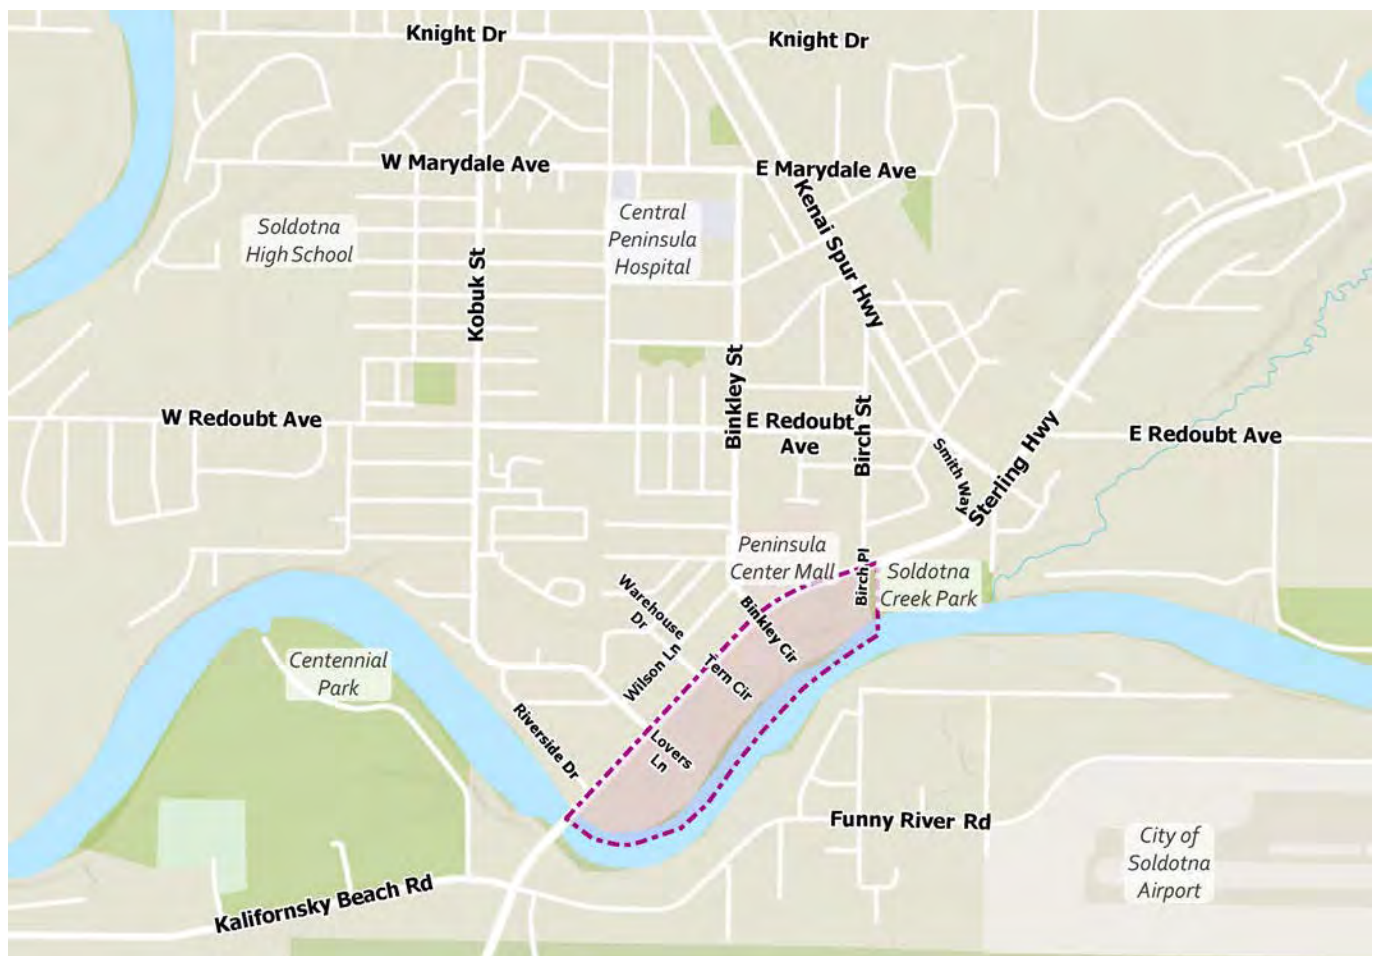 Knight Dr
Knight Dr
W Marydale Ave
E Marydale Ave
Soldotna
High School
Central
Peninsula
Hospital
Kobuk St
Kenai Spur Hwy
Binkley St
Birch St
W Redoubt Ave
E Redoubt
Ave
E Redoubt Ave
Smith Way
Sterling Hwy
Peninsula
Center Mall
Birch Pl
Soldotna
Creek Park
Warehouse
Dr
Binkley Cir
Wilson Ln
Tern Cir
Centennial
Park
Riverside Dr
Lovers
Ln
Funny River Rd
City of
Soldotna
Airport
Kalifornsky Beach Rd